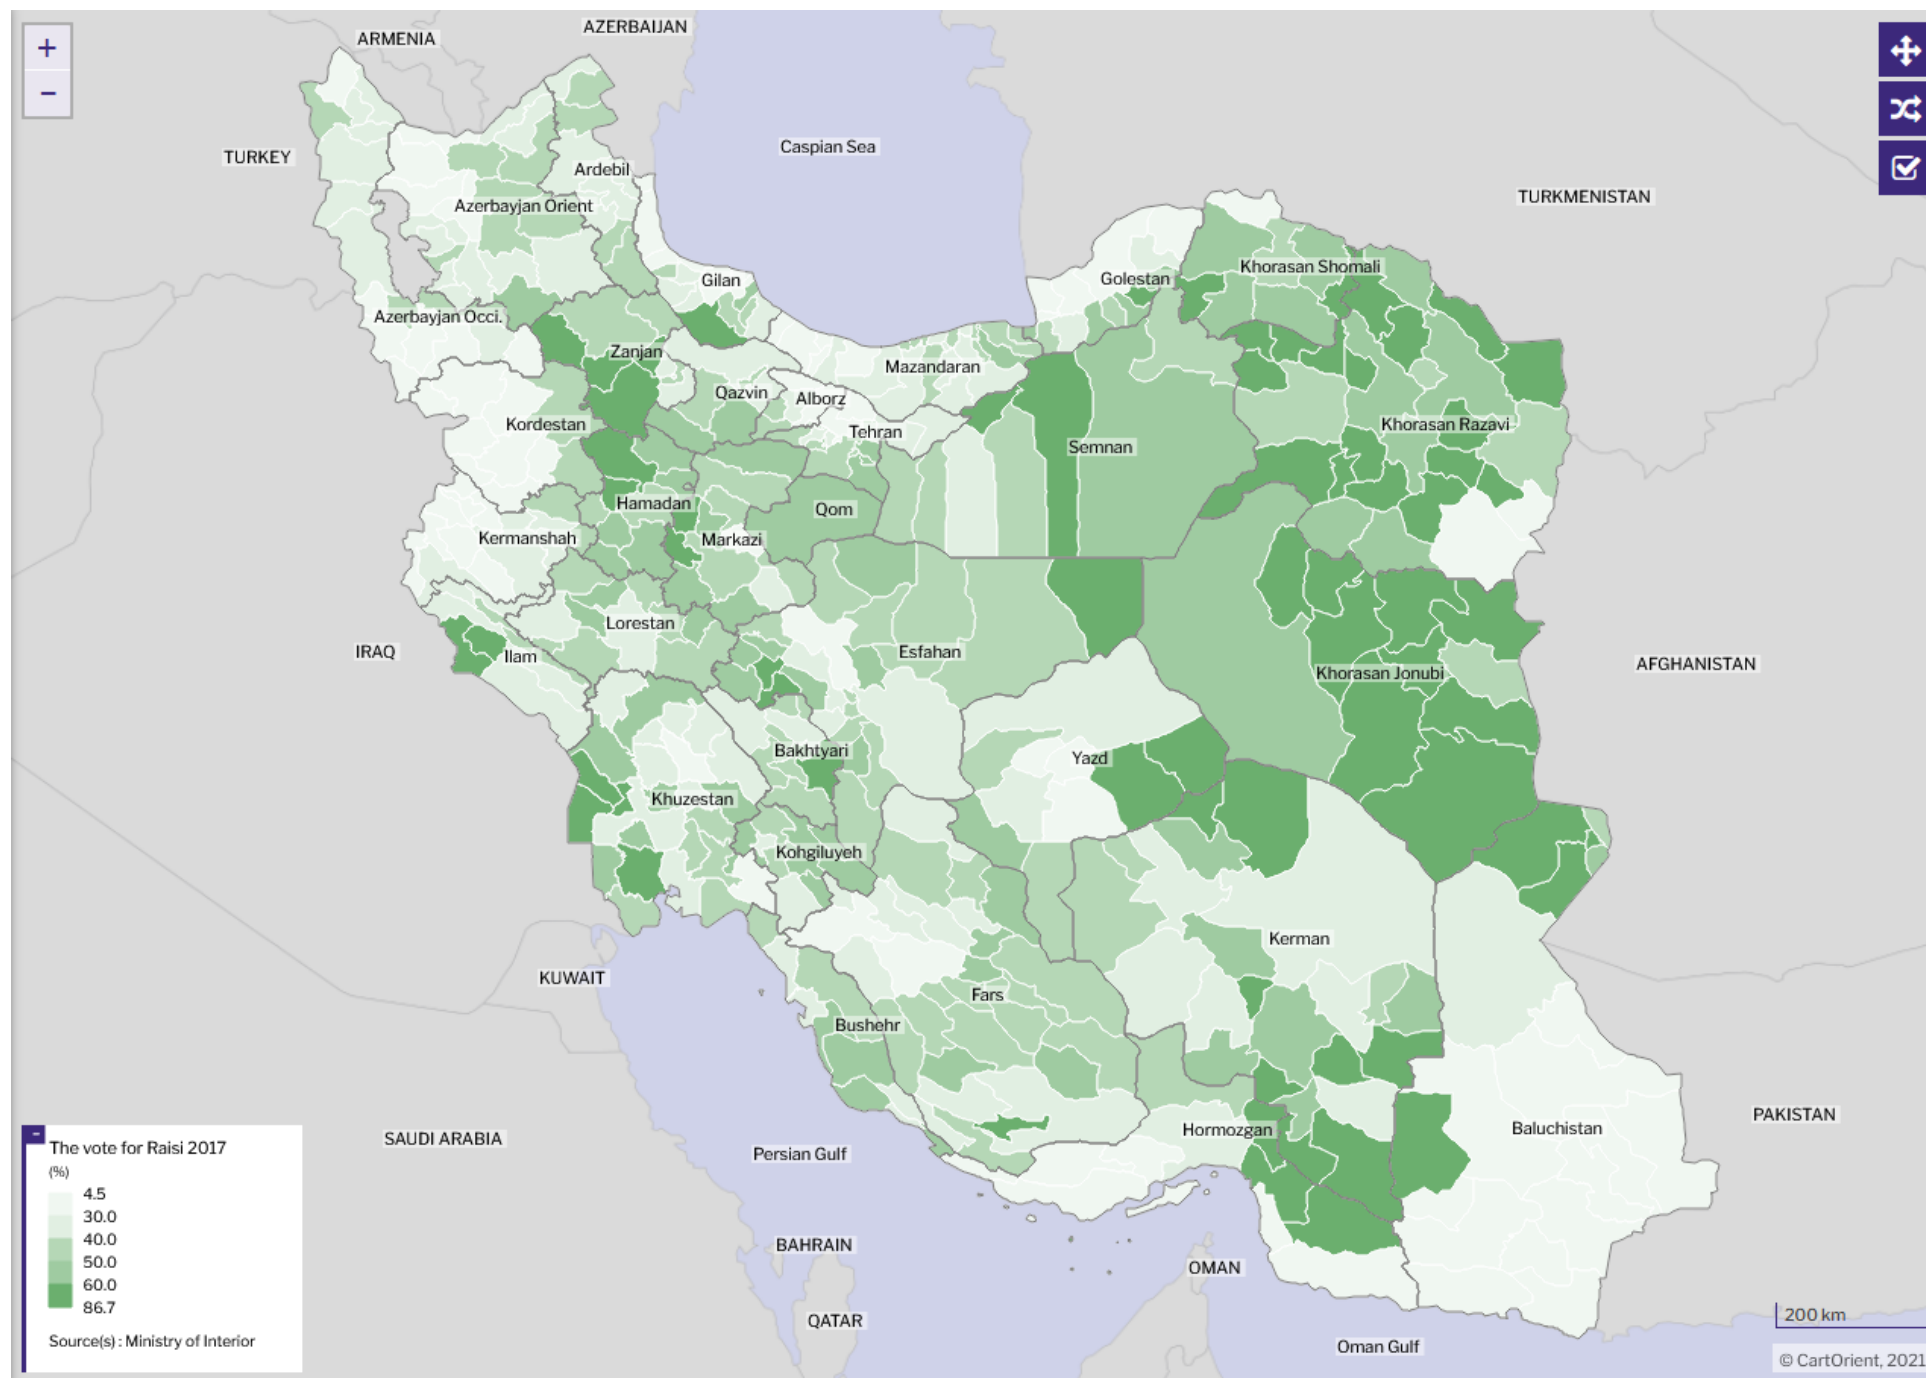 +
−
ARMENIA
AZERBAIJAN
TURKEY
Caspian Sea
TURKMENISTAN
Ardebil
Azerbayjan Orient
Gilan
Golestan
Khorasan Shomali
Azerbayjan Occi.
Zanjan
Mazandaran
Qazvin
Alborz
Kordestan
Tehran
Khorasan Razavi
Semnan
Hamadan
Qom
Kermanshah
Markazi
Lorestan
IRAQ
Ilam
Esfahan
AFGHANISTAN
Khorasan Jonubi
Bakhtyari
Yazd
Khuzestan
Kohgiluyeh
Kerman
KUWAIT
Fars
Bushehr
PAKISTAN
Hormozgan
Baluchistan
SAUDI ARABIA
Persian Gulf
BAHRAIN
OMAN
QATAR
Oman Gulf
-
The vote for Raisi 2017
(%)
4.5
30.0
40.0
50.0
60.0
86.7
Source(s) : Ministry of Interior
200 km
© CartOrient, 2021